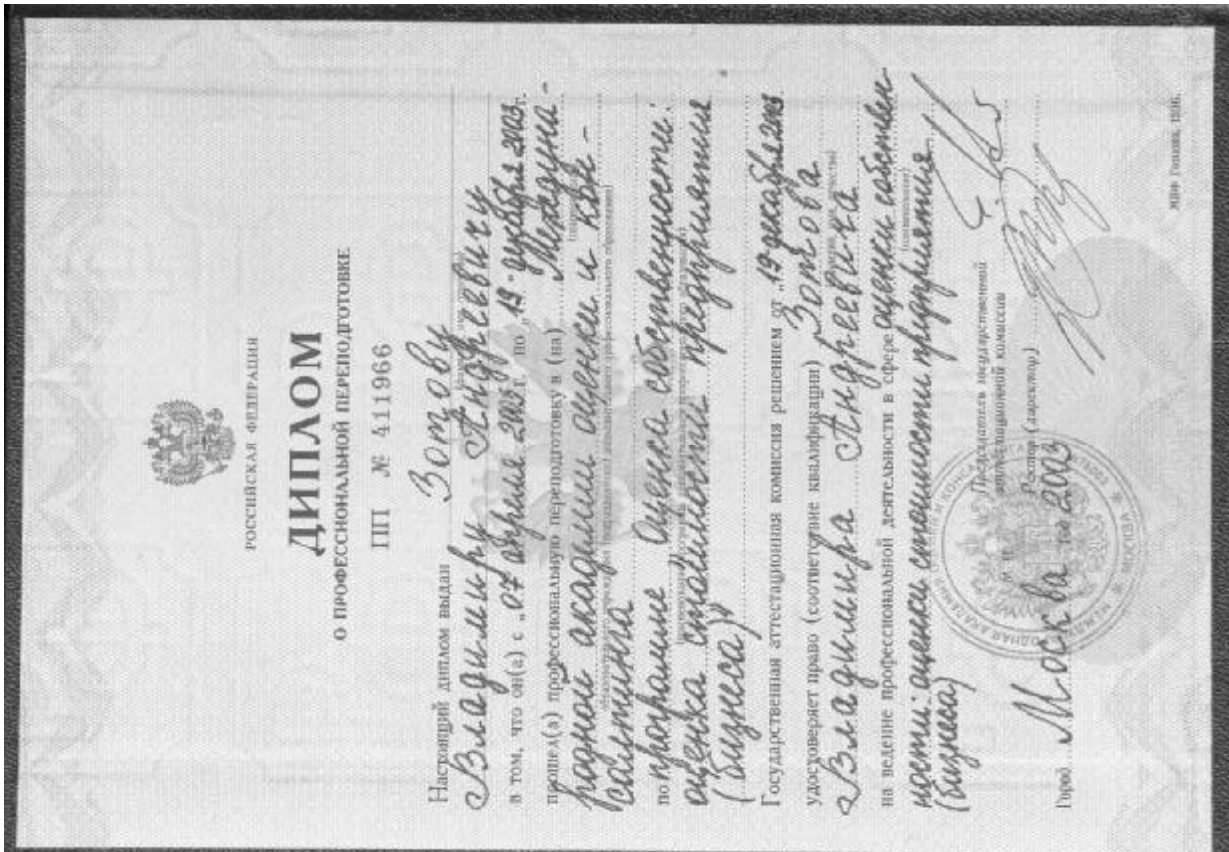 РОССИЙСКАЯ ФЕДЕРАЦИЯ
ДИПЛОМ
О ПРОФЕССИОНАЛЬНОЙ ПЕРЕПОДГОТОВКЕ
ПП № 411966
Настоящий диплом выдан Зотову
Владимиру Андреевичу
в том, что он(а) с „07 апреля 2003 г. по „19" декабря 2003 г.
прошел(а) профессиональную переподготовку в (на) Междуна-
родной академии оценки и кон-
салтинга
по программе „Оценка собственности:
оценка стоимости предприятия
(бизнеса)"
Государственная аттестационная комиссия решением от „19 декабря 2003
удостоверяет право (соответствие квалификации) Зотова
Владимира Андреевича
на ведение профессиональной деятельности в сфере оценки собствен
ности: оценки стоимости предприятия
(бизнеса)
Председатель государственной
аттестационной комиссии
Ректор (директор)
Город Москва 2003
МОСКВА